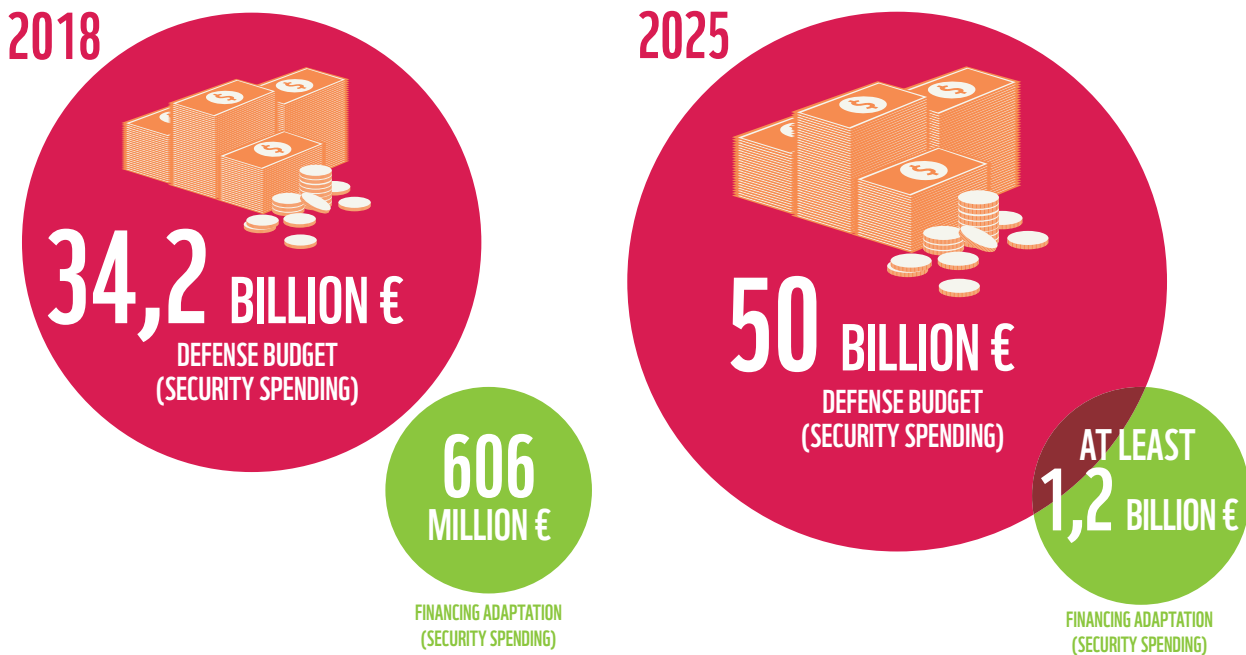 2018
34,2 BILLION €
DEFENSE BUDGET
(SECURITY SPENDING)
606
MILLION €
FINANCING ADAPTATION
(SECURITY SPENDING)
2025
50 BILLION €
DEFENSE BUDGET
(SECURITY SPENDING)
AT LEAST
1,2 BILLION €
FINANCING ADAPTATION
(SECURITY SPENDING)